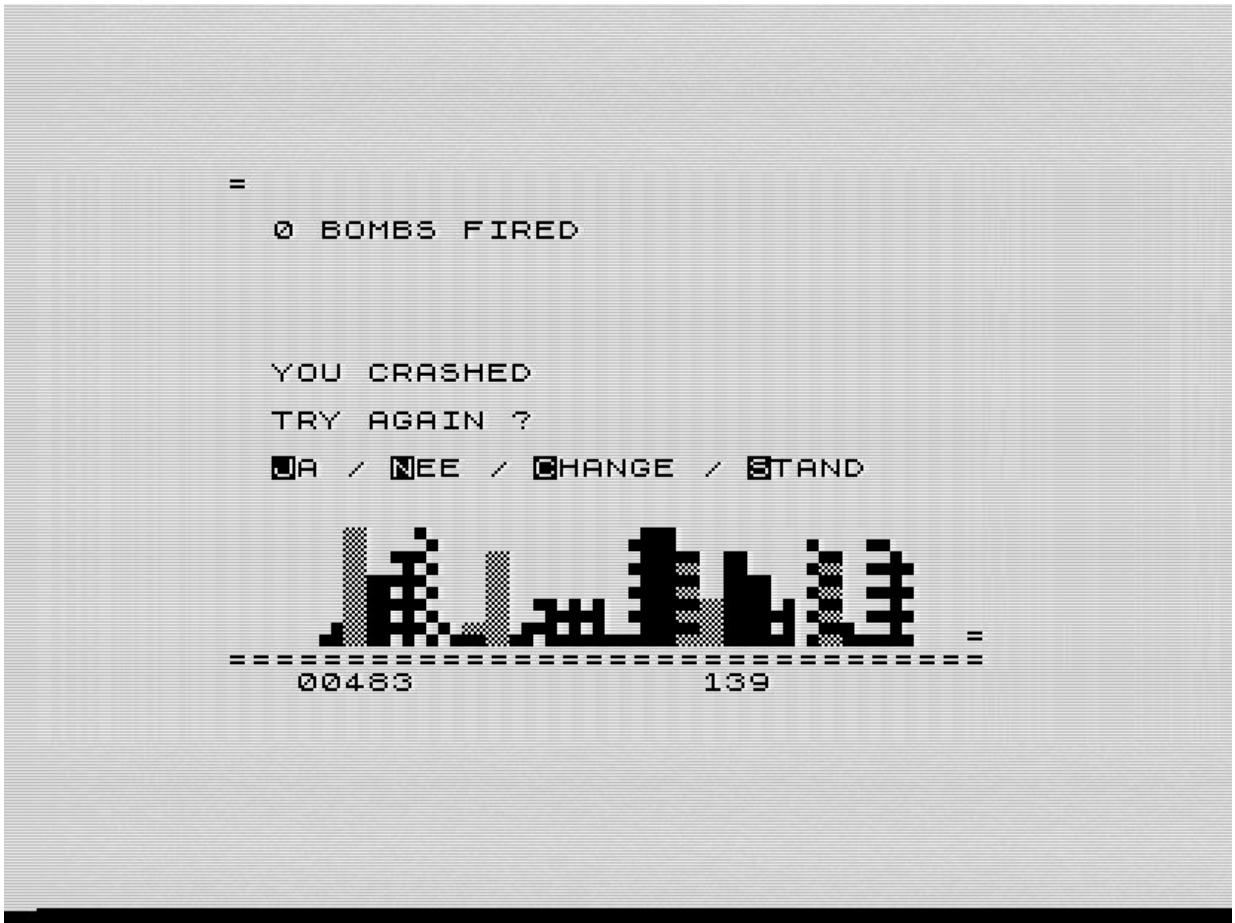 =
0 BOMBS FIRED
YOU CRASHED
TRY AGAIN ?
JA / NEE / CHANGE / STAND
=
================================
00483 139